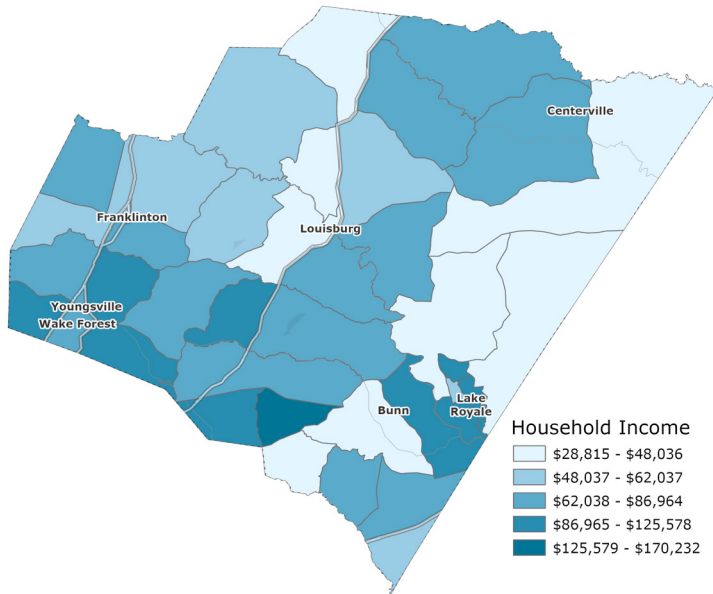 Centerville
Franklinton
Louisburg
Youngsville
Wake Forest
Lake
Royale
Bunn
Household Income
$28,815 - $48,036
$48,037 - $62,037
$62,038 - $86,964
$86,965 - $125,578
$125,579 - $170,232